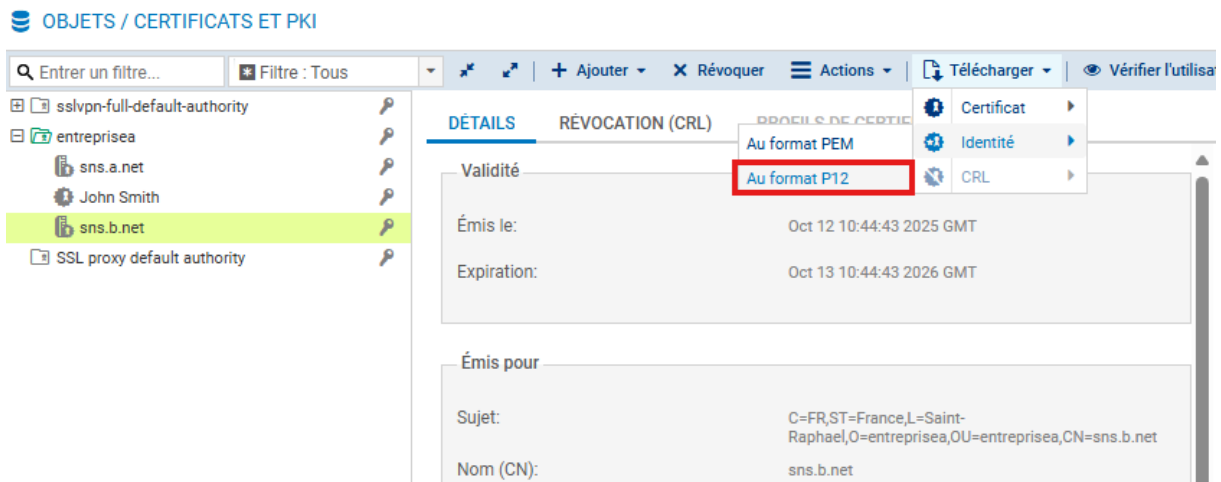 OBJETS / CERTIFICATS ET PKI
Entrer un filtre... Filtre : Tous Ajouter Révoquer Actions Télécharger Vérifier l'utilisa
sslvpn-full-default-authority
entreprisea
sns.a.net
John Smith
sns.b.net
SSL proxy default authority
DÉTAILS RÉVOCATION (CRL) PROFILS DE CERTIF
Certificat
Identité
CRL
Au format PEM
Au format P12
Validité
Émis le: Oct 12 10:44:43 2025 GMT
Expiration: Oct 13 10:44:43 2026 GMT
Émis pour
Sujet: C=FR,ST=France,L=Saint-
Raphael,O=entreprisea,OU=entreprisea,CN=sns.b.net
Nom (CN): sns.b.net